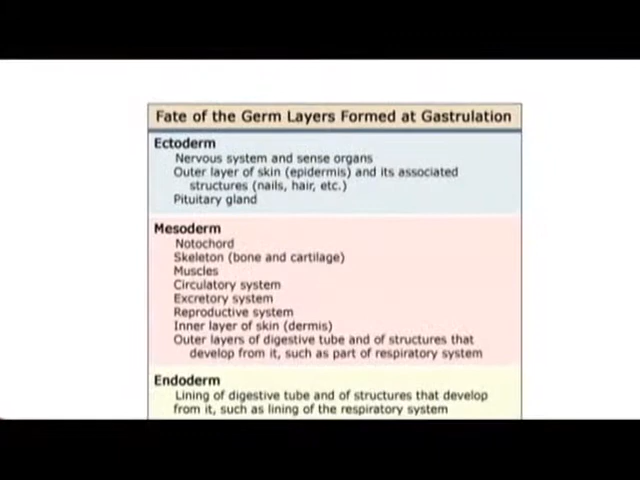 Fate of the Germ Layers Formed at Gastrulation
Ectoderm
Nervous system and sense organs
Outer layer of skin (epidermis) and its associated
structures (nails, hair, etc.)
Pituitary gland
Mesoderm
Notochord
Skeleton (bone and cartilage)
Muscles
Circulatory system
Excretory system
Reproductive system
Inner layer of skin (dermis)
Outer layers of digestive tube and of structures that
develop from it, such as part of respiratory system
Endoderm
Lining of digestive tube and of structures that develop
from it, such as lining of the respiratory system